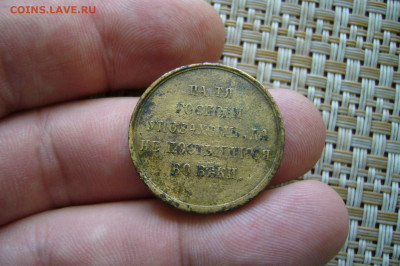 COINS.LAVE.RU
НА ТЯ
ГОСПОДИ
УПОВАХОМЪ, ДА
НЕ ПОСТЫДИМСЯ
ВО ВѢКИ